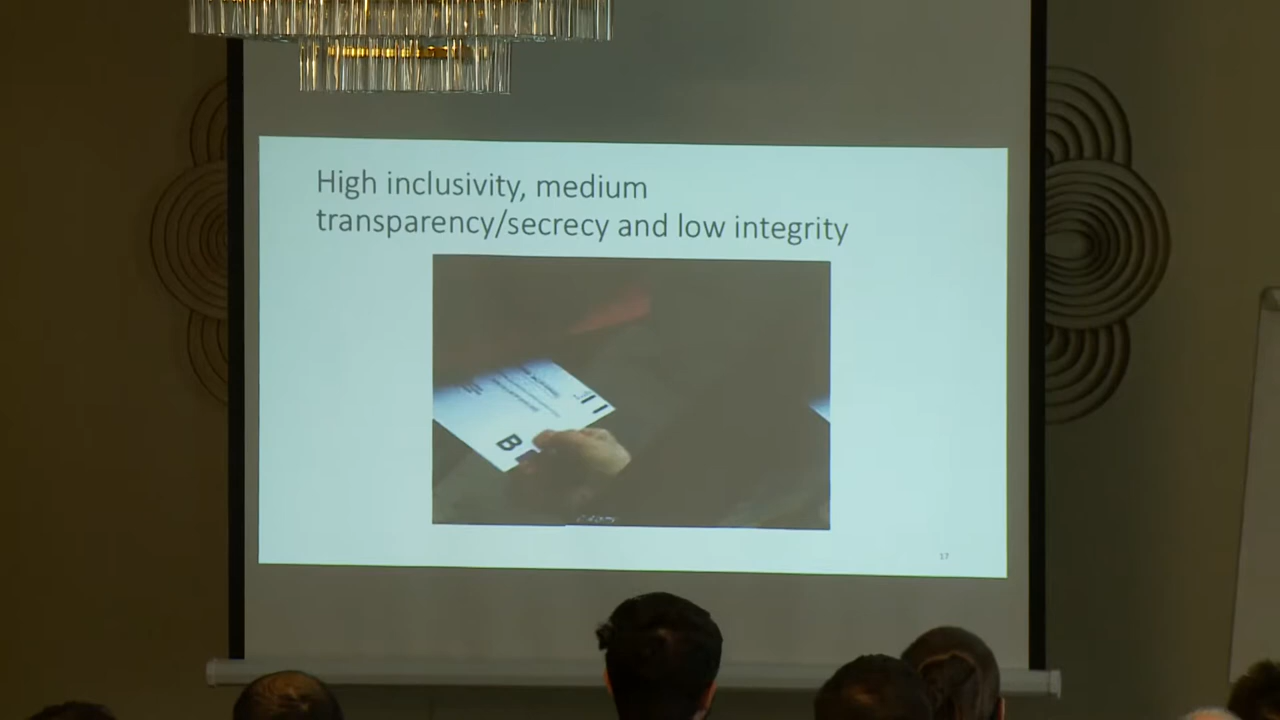 High inclusivity, medium
transparency/secrecy and low integrity
B
17